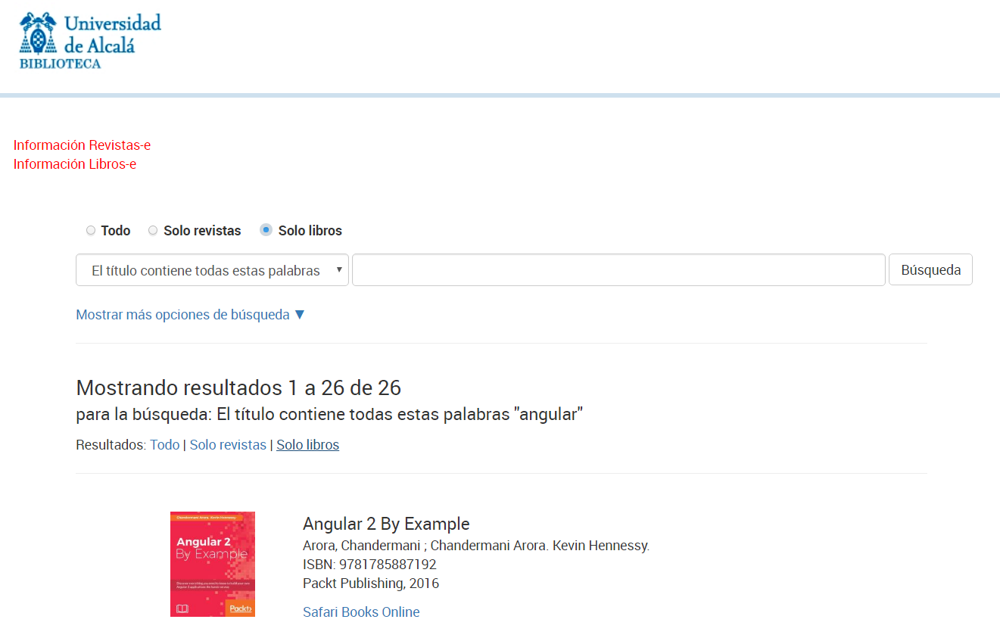 Universidad
de Alcalá
BIBLIOTECA
Información Revistas-e
Información Libros-e
Todo Solo revistas Solo libros
El título contiene todas estas palabras ▼ Búsqueda
Mostrar más opciones de búsqueda ▼
Mostrando resultados 1 a 26 de 26
para la búsqueda: El título contiene todas estas palabras "angular"
Resultados: Todo | Solo revistas | Solo libros
Chandermani Arora, Kevin Hennessy
Angular 2
By Example
Packt>
Angular 2 By Example
Arora, Chandermani ; Chandermani Arora. Kevin Hennessy.
ISBN: 9781785887192
Packt Publishing, 2016
Safari Books Online